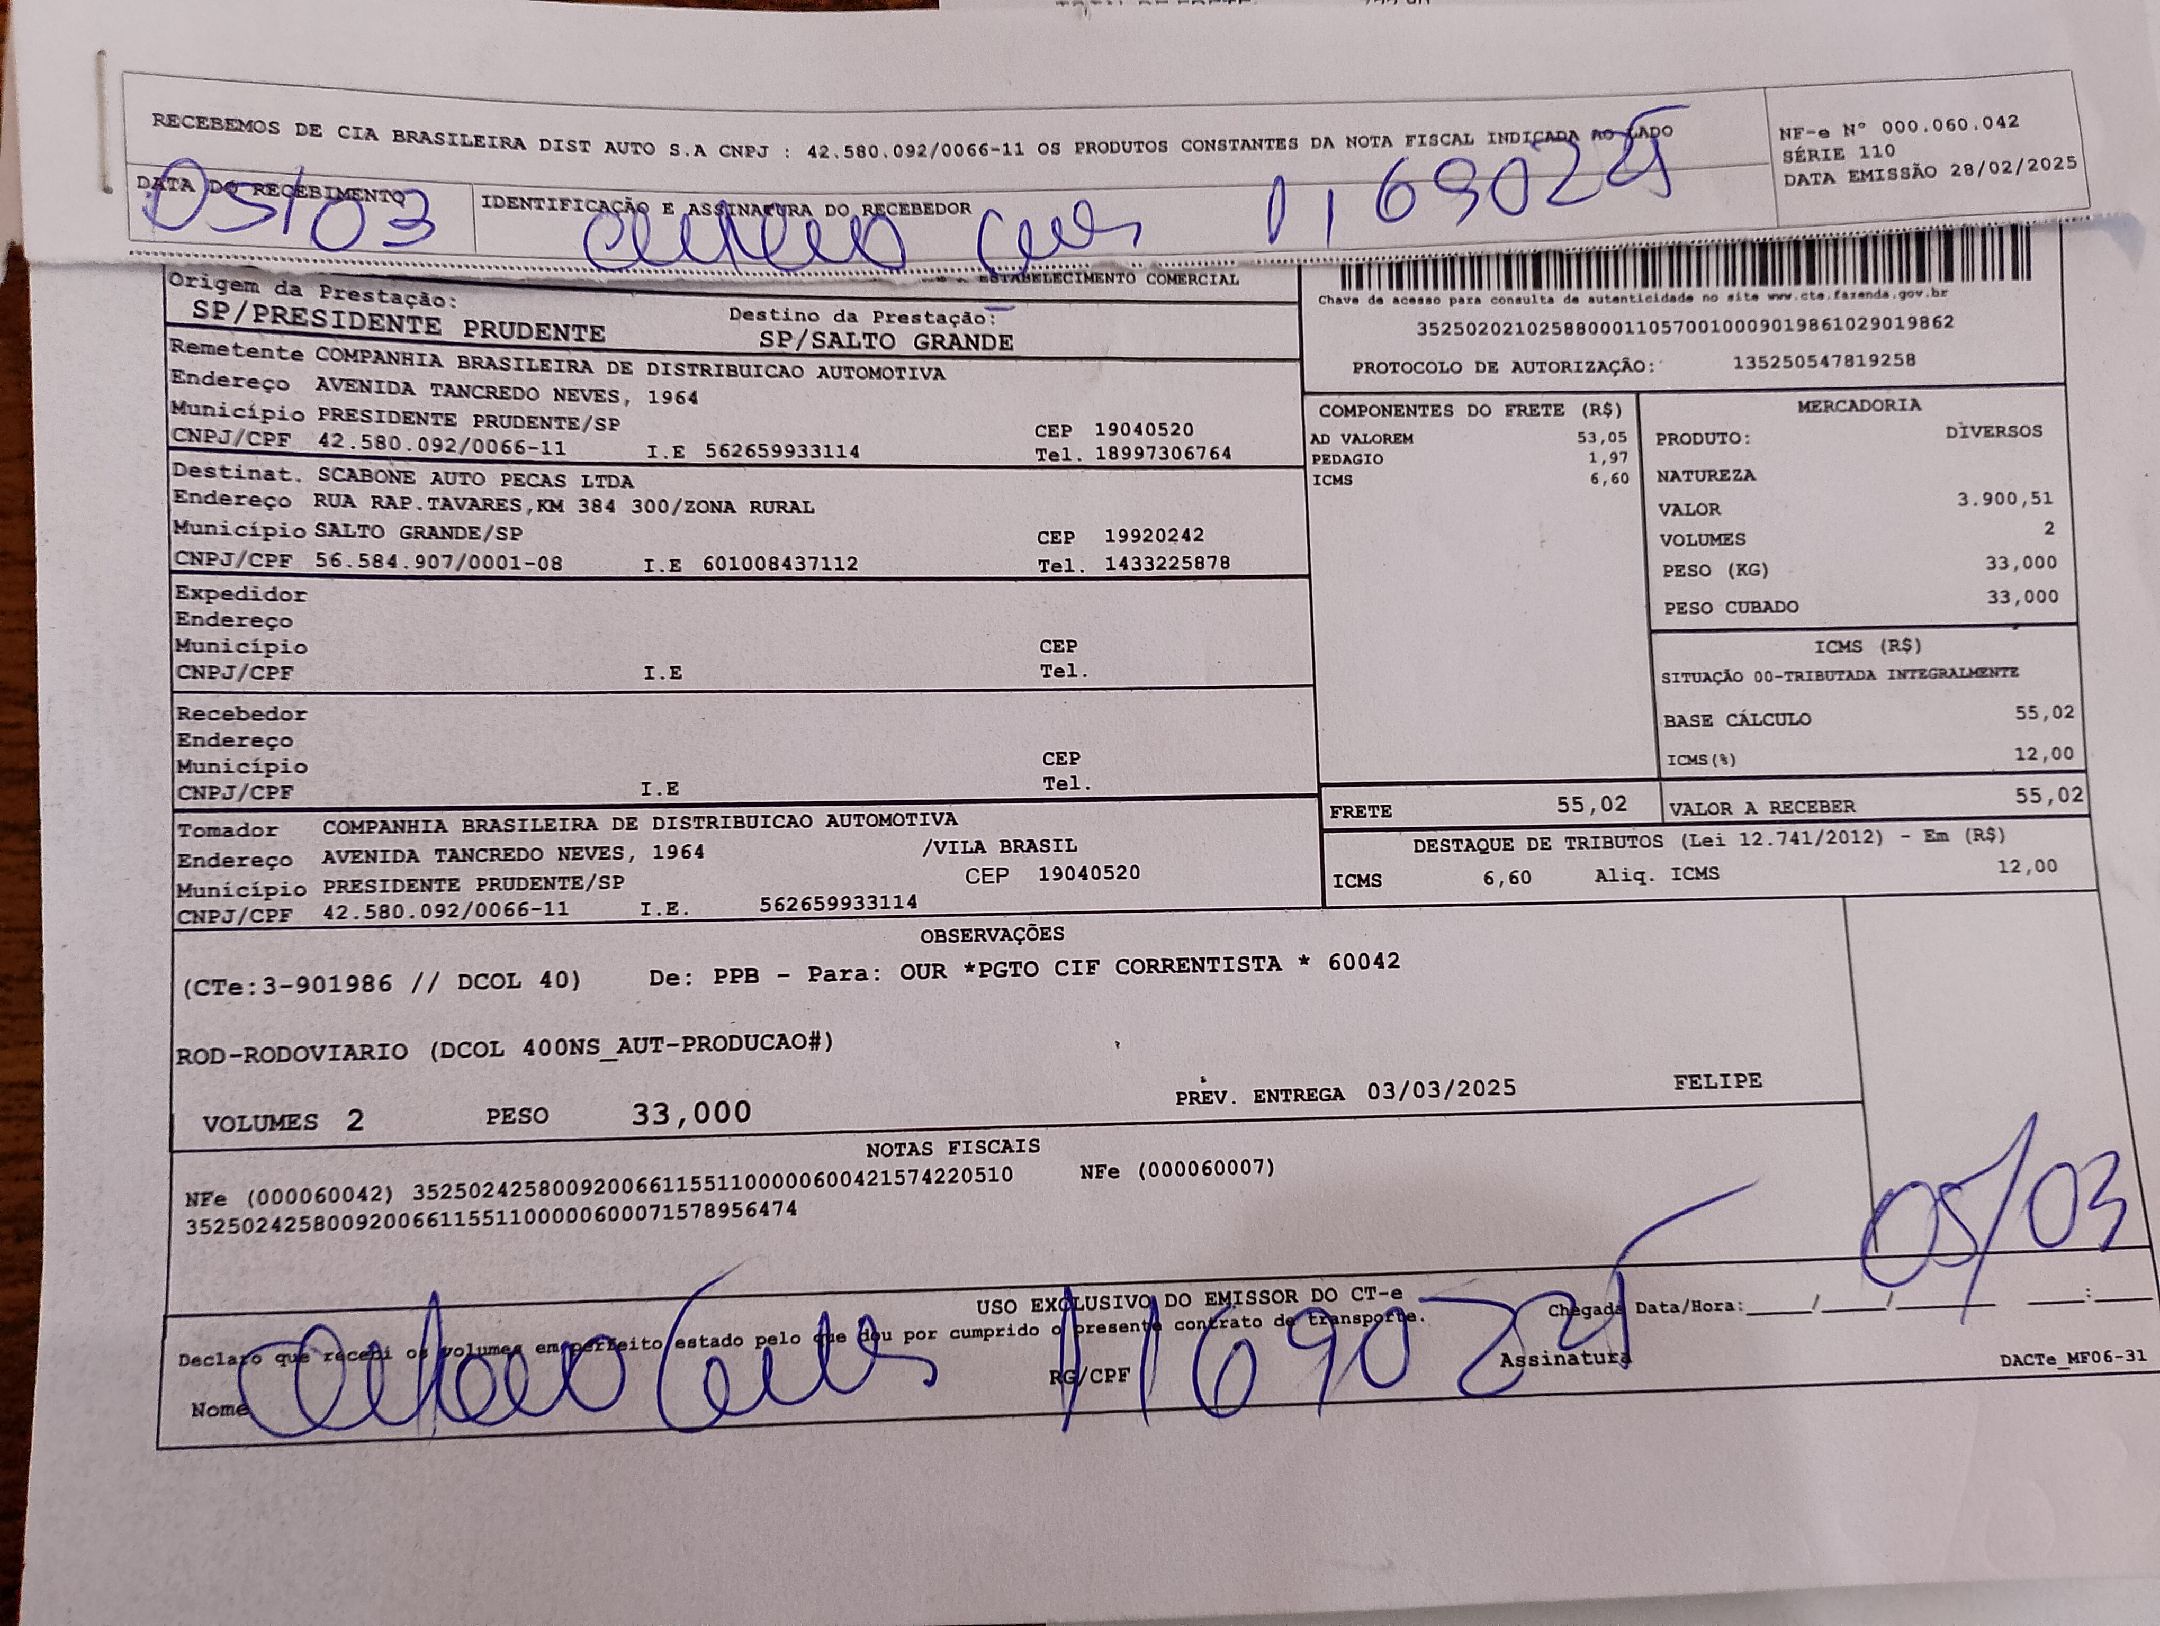 RECEBEMOS DE CIA BRASILEIRA DIST AUTO S.A CNPJ : 42.580.092/0066-11 OS PRODUTOS CONSTANTES DA NOTA FISCAL INDICADA AO LADO
NF-e Nº 000.060.042
SÉRIE 110
DATA EMISSÃO 28/02/2025
DATA DO RECEBIMENTO
05/03
IDENTIFICAÇÃO E ASSINATURA DO RECEBEDOR
ESTABELECIMENTO COMERCIAL
Origem da Prestação:
SP/PRESIDENTE PRUDENTE
Destino da Prestação:
SP/SALTO GRANDE
Chave de acesso para consulta de autenticidade no site www.cte.fazenda.gov.br
35250202102588000110570010009019861029019862
PROTOCOLO DE AUTORIZAÇÃO: 135250547819258
Remetente COMPANHIA BRASILEIRA DE DISTRIBUICAO AUTOMOTIVA
Endereço AVENIDA TANCREDO NEVES, 1964
Município PRESIDENTE PRUDENTE/SP CEP 19040520
CNPJ/CPF 42.580.092/0066-11 I.E 562659933114 Tel. 18997306764
Destinat. SCABONE AUTO PECAS LTDA
Endereço RUA RAP.TAVARES,KM 384 300/ZONA RURAL
Município SALTO GRANDE/SP CEP 19920242
CNPJ/CPF 56.584.907/0001-08 I.E 601008437112 Tel. 1433225878
Expedidor
Endereço
Município CEP
CNPJ/CPF I.E Tel.
Recebedor
Endereço
Município CEP
CNPJ/CPF I.E Tel.
Tomador COMPANHIA BRASILEIRA DE DISTRIBUICAO AUTOMOTIVA
Endereço AVENIDA TANCREDO NEVES, 1964 /VILA BRASIL
Município PRESIDENTE PRUDENTE/SP CEP 19040520
CNPJ/CPF 42.580.092/0066-11 I.E. 562659933114
COMPONENTES DO FRETE (R$)
AD VALOREM 53,05
PEDAGIO 1,97
ICMS 6,60
MERCADORIA
PRODUTO: DIVERSOS
NATUREZA
VALOR 3.900,51
VOLUMES 2
PESO (KG) 33,000
PESO CUBADO 33,000
ICMS (R$)
SITUAÇÃO 00-TRIBUTADA INTEGRALMENTE
BASE CÁLCULO 55,02
ICMS(%) 12,00
FRETE 55,02 VALOR A RECEBER 55,02
DESTAQUE DE TRIBUTOS (Lei 12.741/2012) - Em (R$)
ICMS 6,60 Aliq. ICMS 12,00
OBSERVAÇÕES
(CTe:3-901986 // DCOL 40) De: PPB - Para: OUR *PGTO CIF CORRENTISTA * 60042
ROD-RODOVIARIO (DCOL 400NS_AUT-PRODUCAO#)
VOLUMES 2 PESO 33,000 PREV. ENTREGA 03/03/2025 FELIPE
NOTAS FISCAIS
NFe (000060042) 35250242580092006611551100000600421574220510 NFe (000060007)
35250242580092006611551100000600071578956474
05/03
USO EXCLUSIVO DO EMISSOR DO CT-e
Declaro que recebi os volumes em perfeito estado pelo que dou por cumprido o presente contrato de transporte.
Chegada Data/Hora:_____/_____/_______ ____:____
Nome RG/CPF Assinatura DACTe_MF06-31